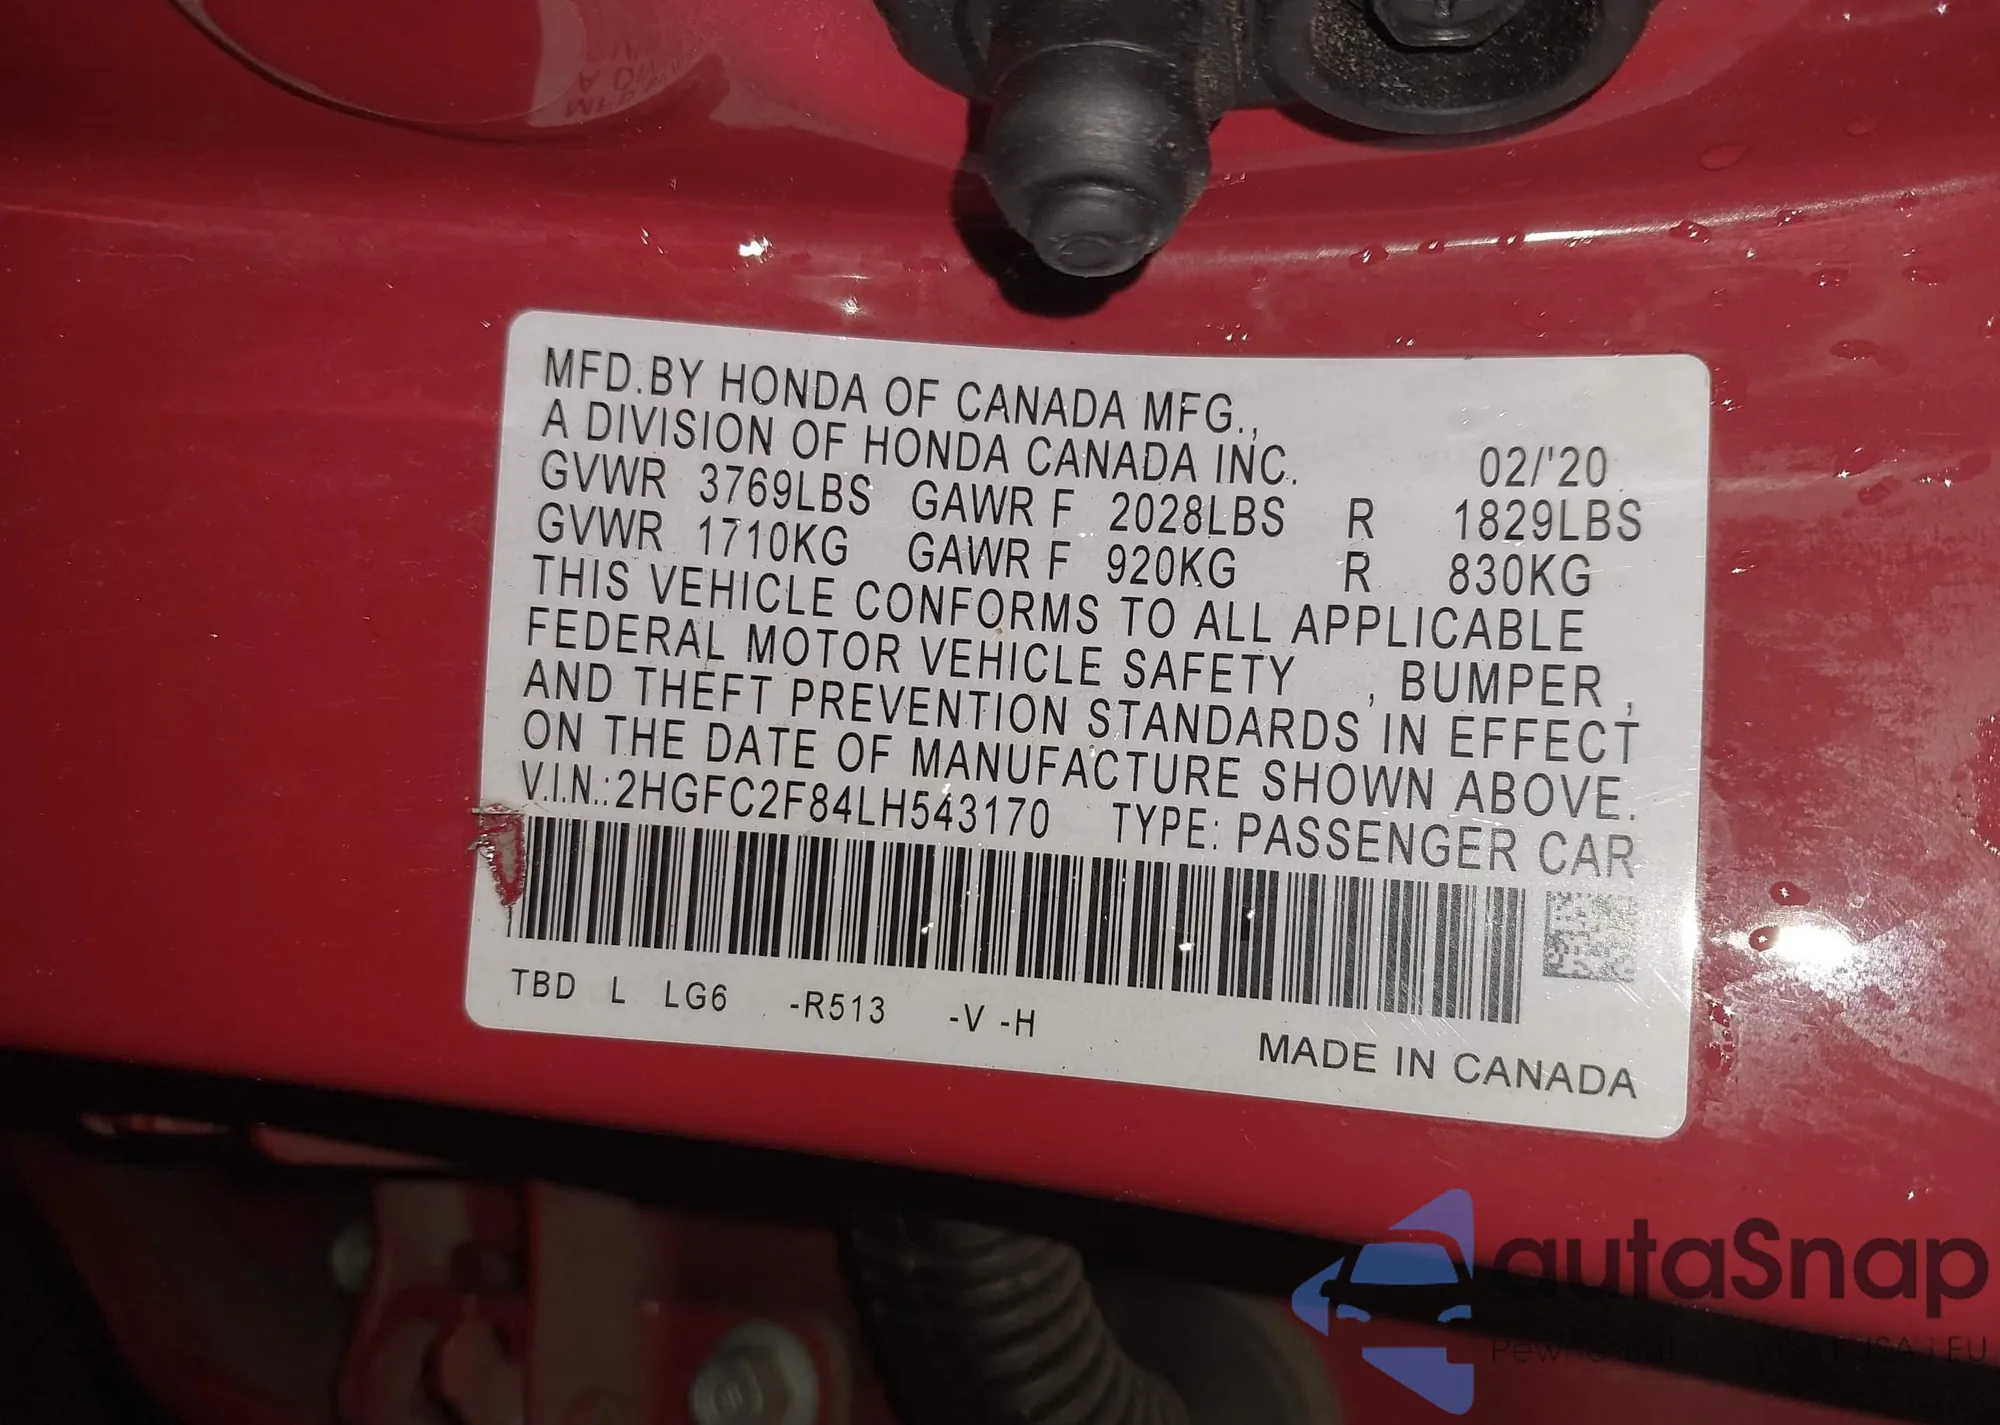 MFD.BY HONDA OF CANADA MFG.,
A DIVISION OF HONDA CANADA INC. 02/'20
GVWR 3769LBS GAWR F 2028LBS R 1829LBS
GVWR 1710KG GAWR F 920KG R 830KG
THIS VEHICLE CONFORMS TO ALL APPLICABLE
FEDERAL MOTOR VEHICLE SAFETY , BUMPER ,
AND THEFT PREVENTION STANDARDS IN EFFECT
ON THE DATE OF MANUFACTURE SHOWN ABOVE.
V.I.N.:2HGFC2F84LH543170 TYPE: PASSENGER CAR
TBD L LG6 -R513 -V -H
MADE IN CANADA
autaSnap
USA i EU